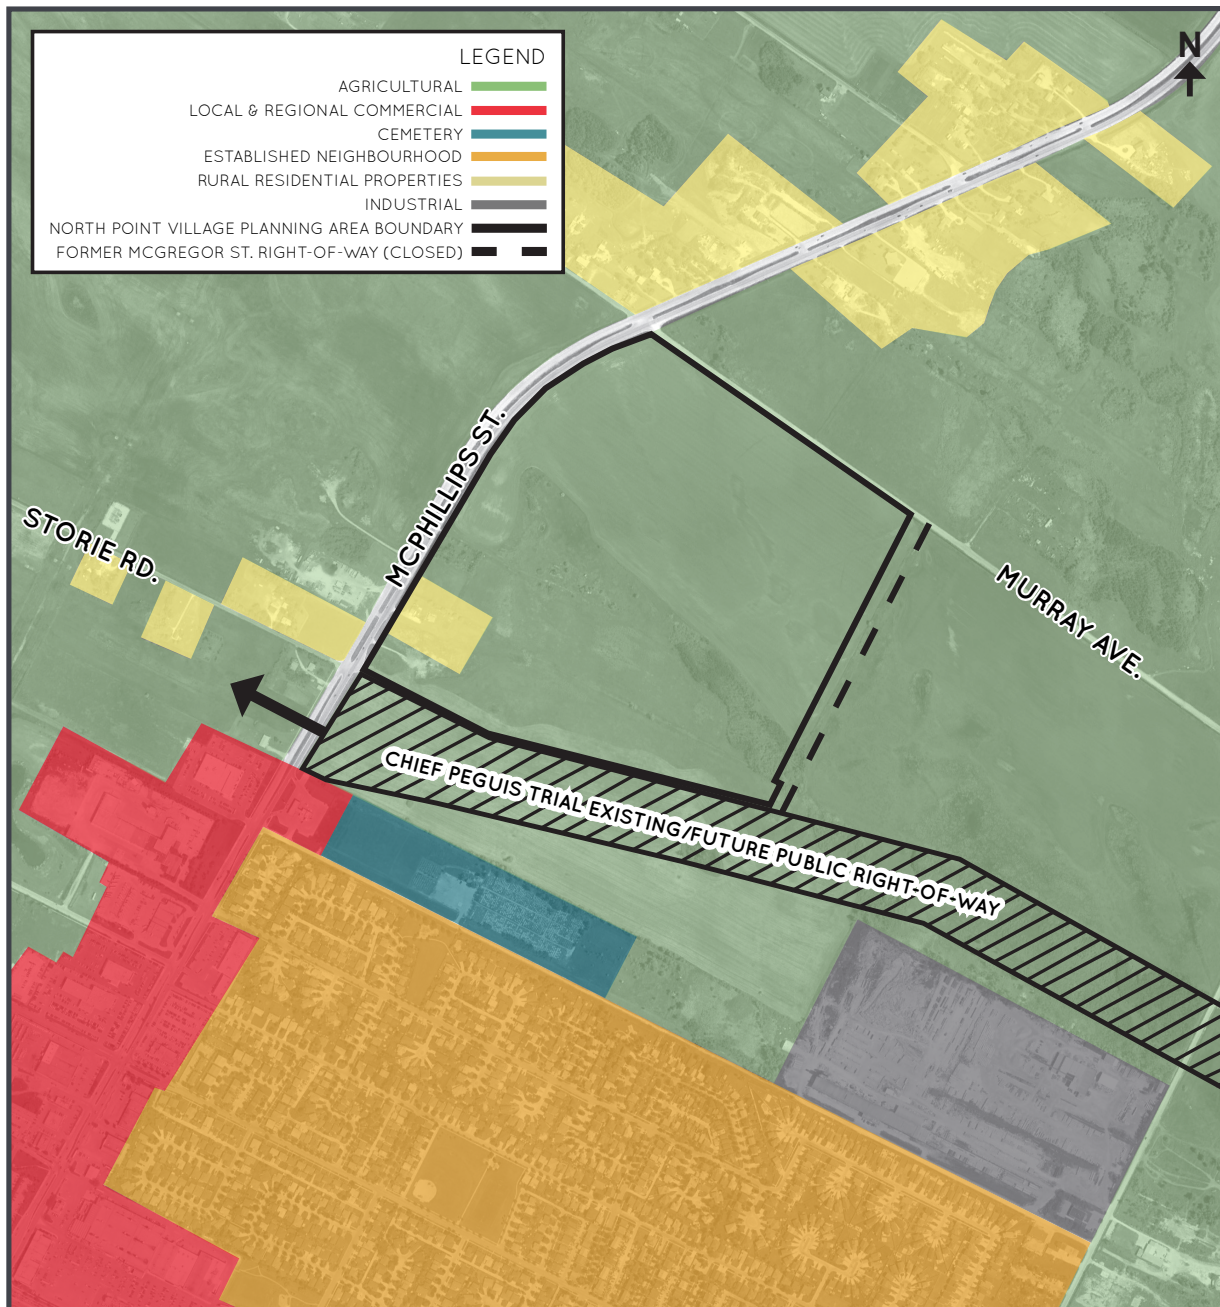 LEGEND
AGRICULTURAL
LOCAL & REGIONAL COMMERCIAL
CEMETERY
ESTABLISHED NEIGHBOURHOOD
RURAL RESIDENTIAL PROPERTIES
INDUSTRIAL
NORTH POINT VILLAGE PLANNING AREA BOUNDARY
FORMER MCGREGOR ST. RIGHT-OF-WAY (CLOSED)
N
MCPHILLIPS ST.
STORIE RD.
MURRAY AVE.
CHIEF PEGUIS TRIAL EXISTING/FUTURE PUBLIC RIGHT-OF-WAY